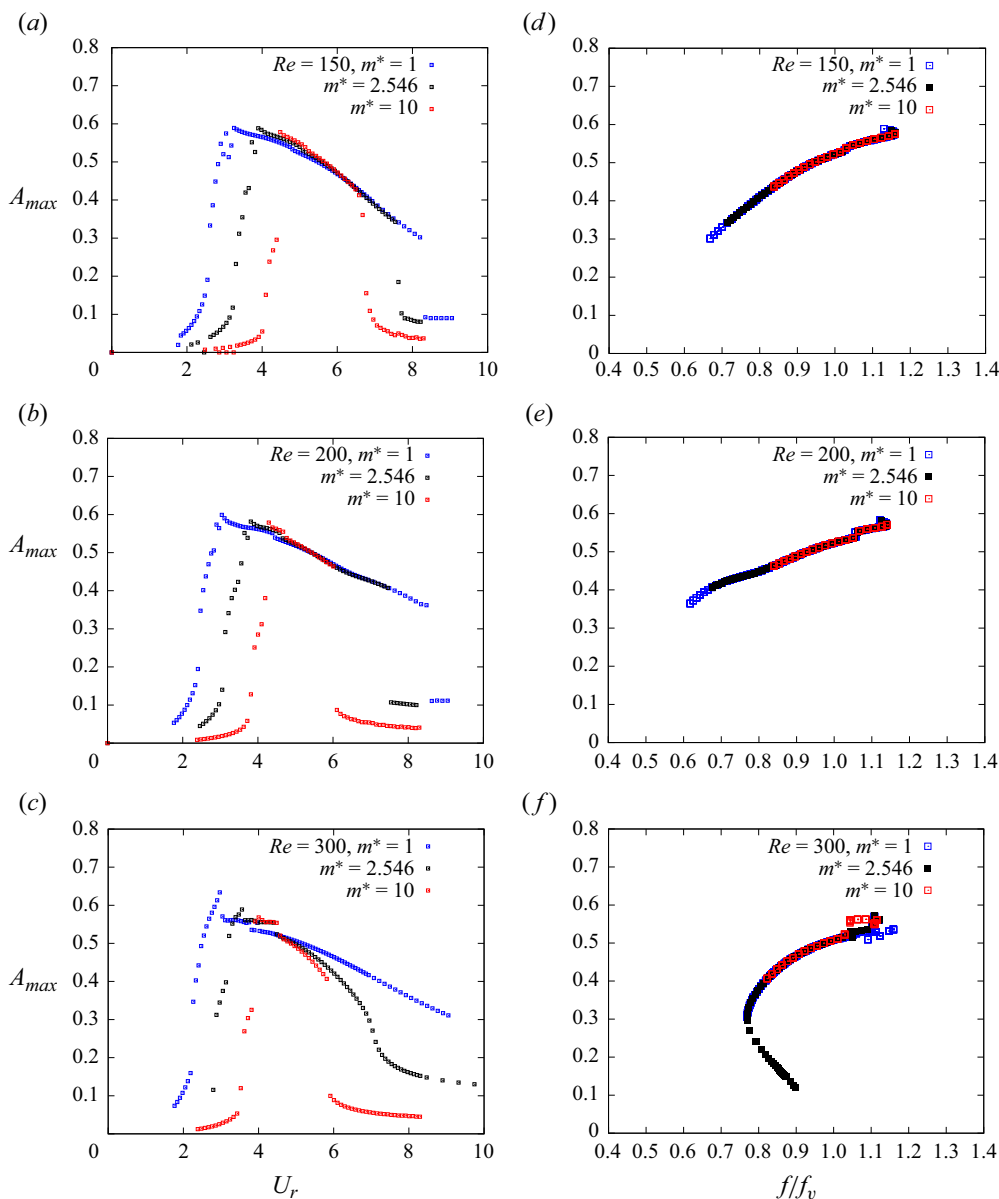 (a)
0.8
0.7
0.6
0.5
0.4
0.3
0.2
0.1
0 2 4 6 8 10
A_max
Re = 150, m* = 1
m* = 2.546
m* = 10
(d)
0.8
0.7
0.6
0.5
0.4
0.3
0.2
0.1
0
0.4 0.5 0.6 0.7 0.8 0.9 1.0 1.1 1.2 1.3 1.4
Re = 150, m* = 1
m* = 2.546
m* = 10
(b)
0.8
0.7
0.6
0.5
0.4
0.3
0.2
0.1
0 2 4 6 8 10
A_max
Re = 200, m* = 1
m* = 2.546
m* = 10
(e)
0.8
0.7
0.6
0.5
0.4
0.3
0.2
0.1
0
0.4 0.5 0.6 0.7 0.8 0.9 1.0 1.1 1.2 1.3 1.4
Re = 200, m* = 1
m* = 2.546
m* = 10
(c)
0.8
0.7
0.6
0.5
0.4
0.3
0.2
0.1
0 2 4 6 8 10
A_max
U_r
Re = 300, m* = 1
m* = 2.546
m* = 10
(f)
0.8
0.7
0.6
0.5
0.4
0.3
0.2
0.1
0
0.4 0.5 0.6 0.7 0.8 0.9 1.0 1.1 1.2 1.3 1.4
f/f_v
Re = 300, m* = 1
m* = 2.546
m* = 10